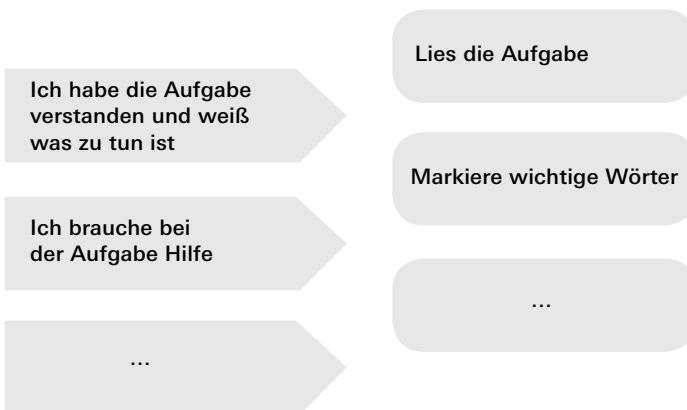 Ich habe die Aufgabe
verstanden und weiß
was zu tun ist
Ich brauche bei
der Aufgabe Hilfe
...
Lies die Aufgabe
Markiere wichtige Wörter
...